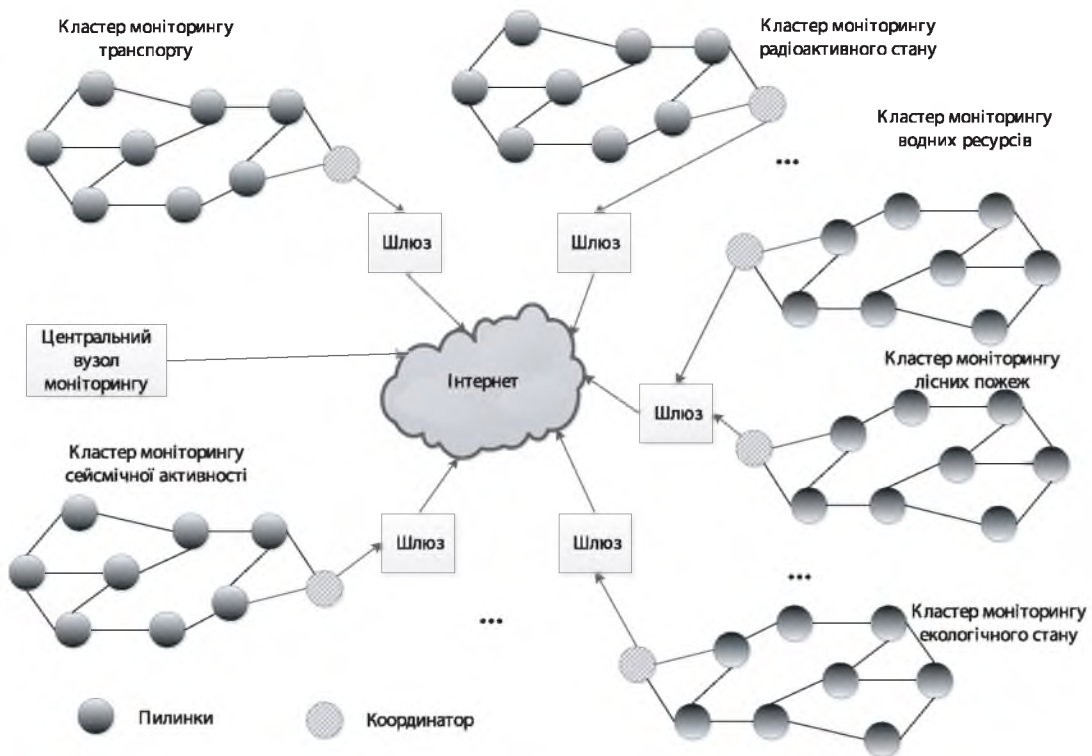 Кластер моніторингу
транспорту
Кластер моніторингу
радіоактивного стану
Кластер моніторингу
водних ресурсів
...
Шлюз
Шлюз
Центральний
вузол
моніторингу
Інтернет
Шлюз
Кластер моніторингу
лісних пожеж
Кластер моніторингу
сейсмічної активності
Шлюз
Шлюз
...
...
Кластер моніторингу
екологічного стану
Пилинки
Координатор